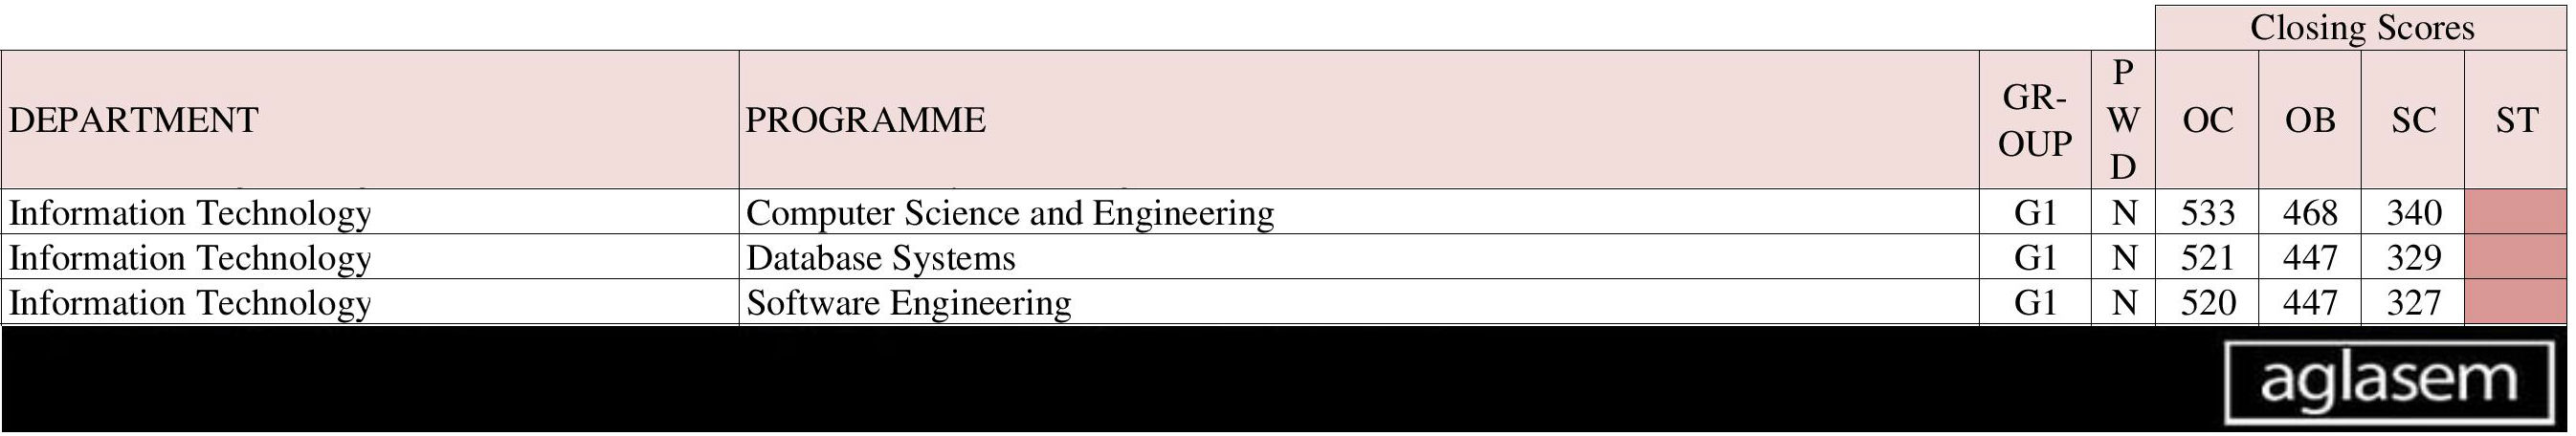 Closing Scores
DEPARTMENT PROGRAMME GR-OUP PWD OC OB SC ST
Information Technology Computer Science and Engineering G1 N 533 468 340
Information Technology Database Systems G1 N 521 447 329
Information Technology Software Engineering G1 N 520 447 327
aglasem